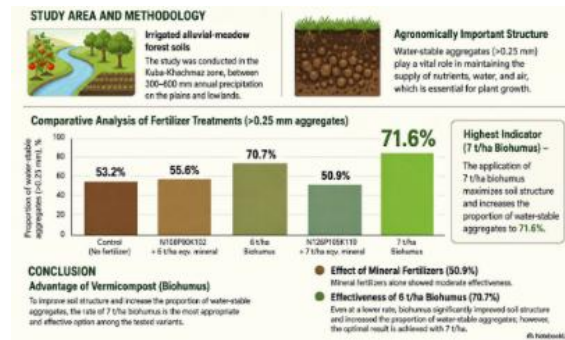 STUDY AREA AND METHODOLOGY
Irrigated alluvial-meadow
forest soils
The study was conducted in the
Kuba-Khachmaz zone, between
300–600 mm annual precipitation
on the plains and lowlands.
Agronomically Important Structure
Water-stable aggregates (>0.25 mm)
play a vital role in maintaining the
supply of nutrients, water, and air,
which is essential for plant growth.
Comparative Analysis of Fertilizer Treatments (>0.25 mm aggregates)
Proportion of water-stable
aggregates (>0.25 mm), %
100
80
60
40
20
0
53.2%
55.6%
70.7%
50.9%
71.6%
Control
(No fertilizer)
N108P90K102
+ 6 t/ha eqv. mineral
6 t/ha
Biohumus
N126P105K119
+ 7 t/ha eqv. mineral
7 t/ha
Biohumus
Highest Indicator
(7 t/ha Biohumus) –
The application of
7 t/ha biohumus
maximizes soil structure
and increases the
proportion of water-stable
aggregates to 71.6%.
CONCLUSION
Advantage of Vermicompost (Biohumus)
To improve soil structure and increase the proportion of water-stable
aggregates, the rate of 7 t/ha biohumus is the most appropriate
and effective option among the tested variants.
Effect of Mineral Fertilizers (50.9%)
Mineral fertilizers alone showed moderate effectiveness.
Effectiveness of 6 t/ha Biohumus (70.7%)
Even at a lower rate, biohumus significantly improved soil structure
and increased the proportion of water-stable aggregates; however,
the optimal result is achieved with 7 t/ha.